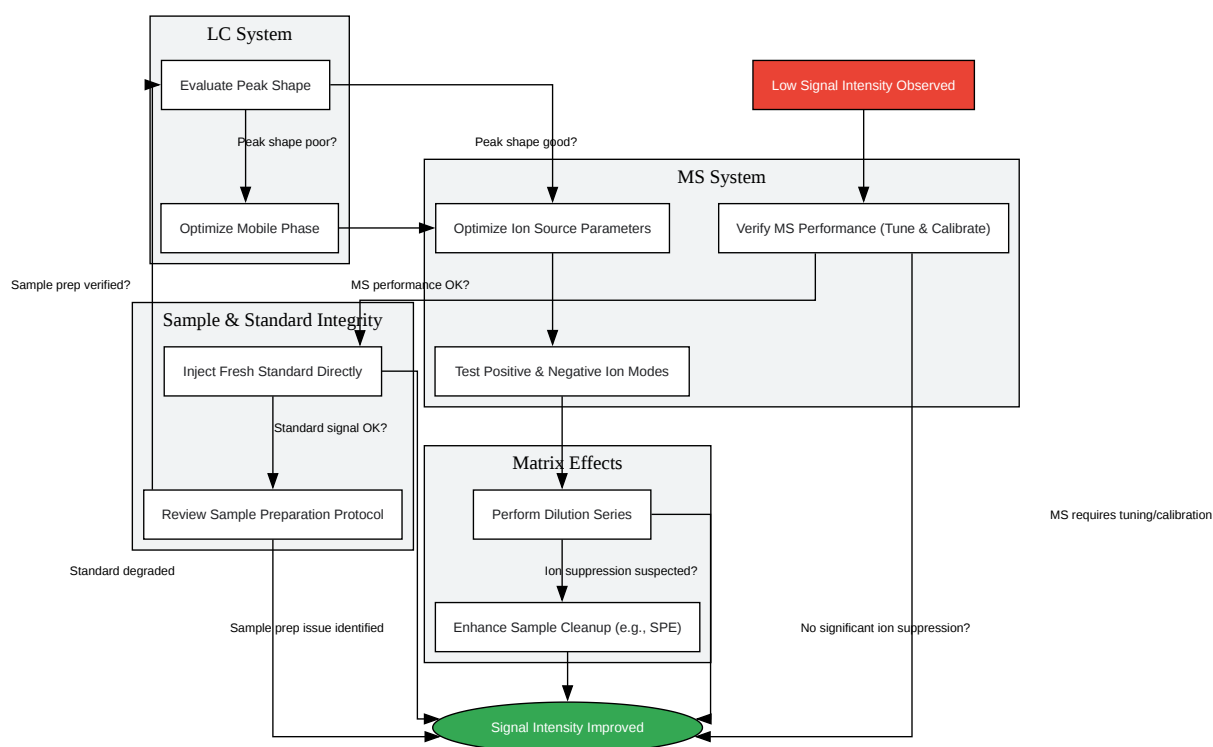 LC System
Evaluate Peak Shape
Low Signal Intensity Observed
Peak shape poor?
Peak shape good?
MS System
Optimize Mobile Phase
Optimize Ion Source Parameters
Verify MS Performance (Tune & Calibrate)
Sample prep verified?
MS performance OK?
Sample & Standard Integrity
Inject Fresh Standard Directly
Test Positive & Negative Ion Modes
Standard signal OK?
Matrix Effects
Review Sample Preparation Protocol
Perform Dilution Series
MS requires tuning/calibration
Standard degraded
Ion suppression suspected?
Sample prep issue identified
Enhance Sample Cleanup (e.g., SPE)
No significant ion suppression?
Signal Intensity Improved